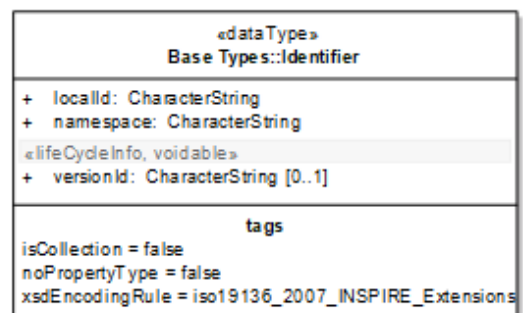 «dataType»
Base Types::Identifier
+ localId: CharacterString
+ namespace: CharacterString
«lifeCycleInfo, voidable»
+ versionId: CharacterString [0..1]
tags
isCollection = false
noPropertyType = false
xsdEncodingRule = iso19136_2007_INSPIRE_Extensions